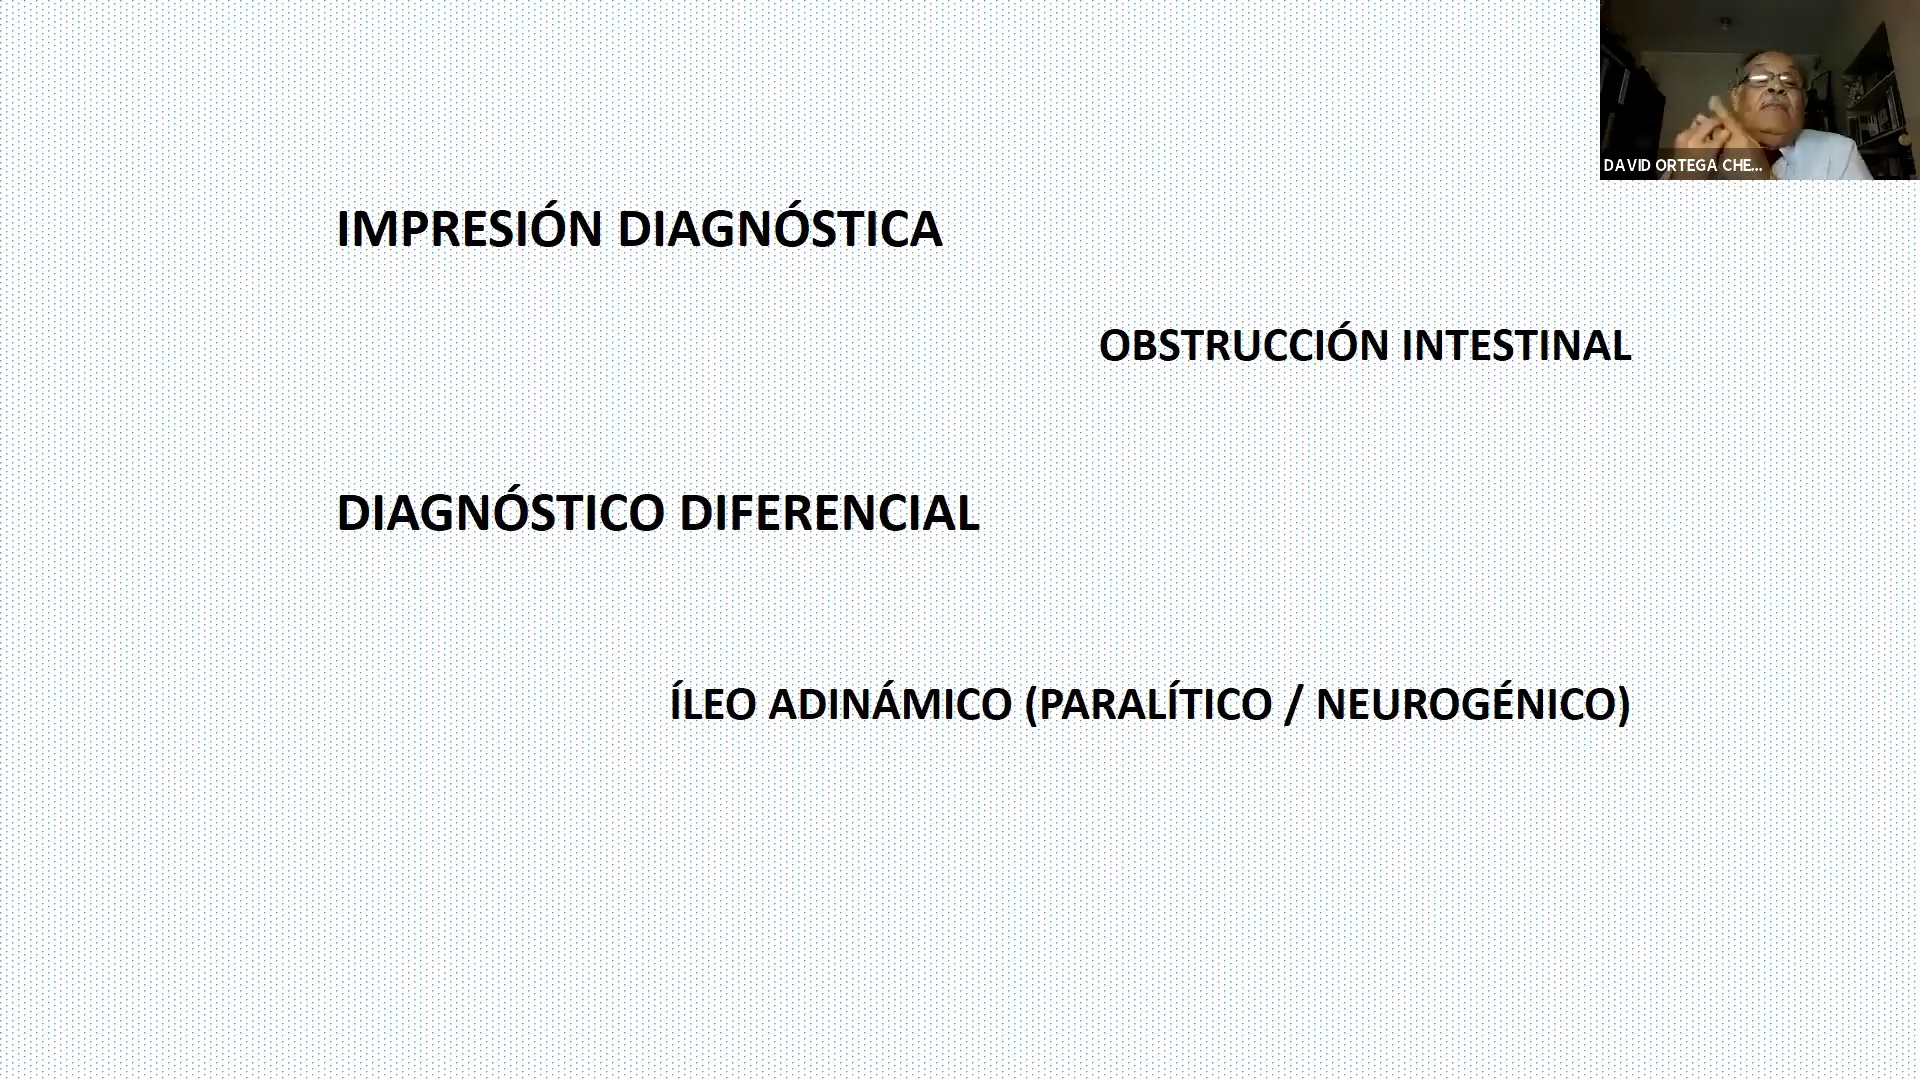 DAVID ORTEGA CHE...
IMPRESIÓN DIAGNÓSTICA
OBSTRUCCIÓN INTESTINAL
DIAGNÓSTICO DIFERENCIAL
ÍLEO ADINÁMICO (PARALÍTICO / NEUROGÉNICO)